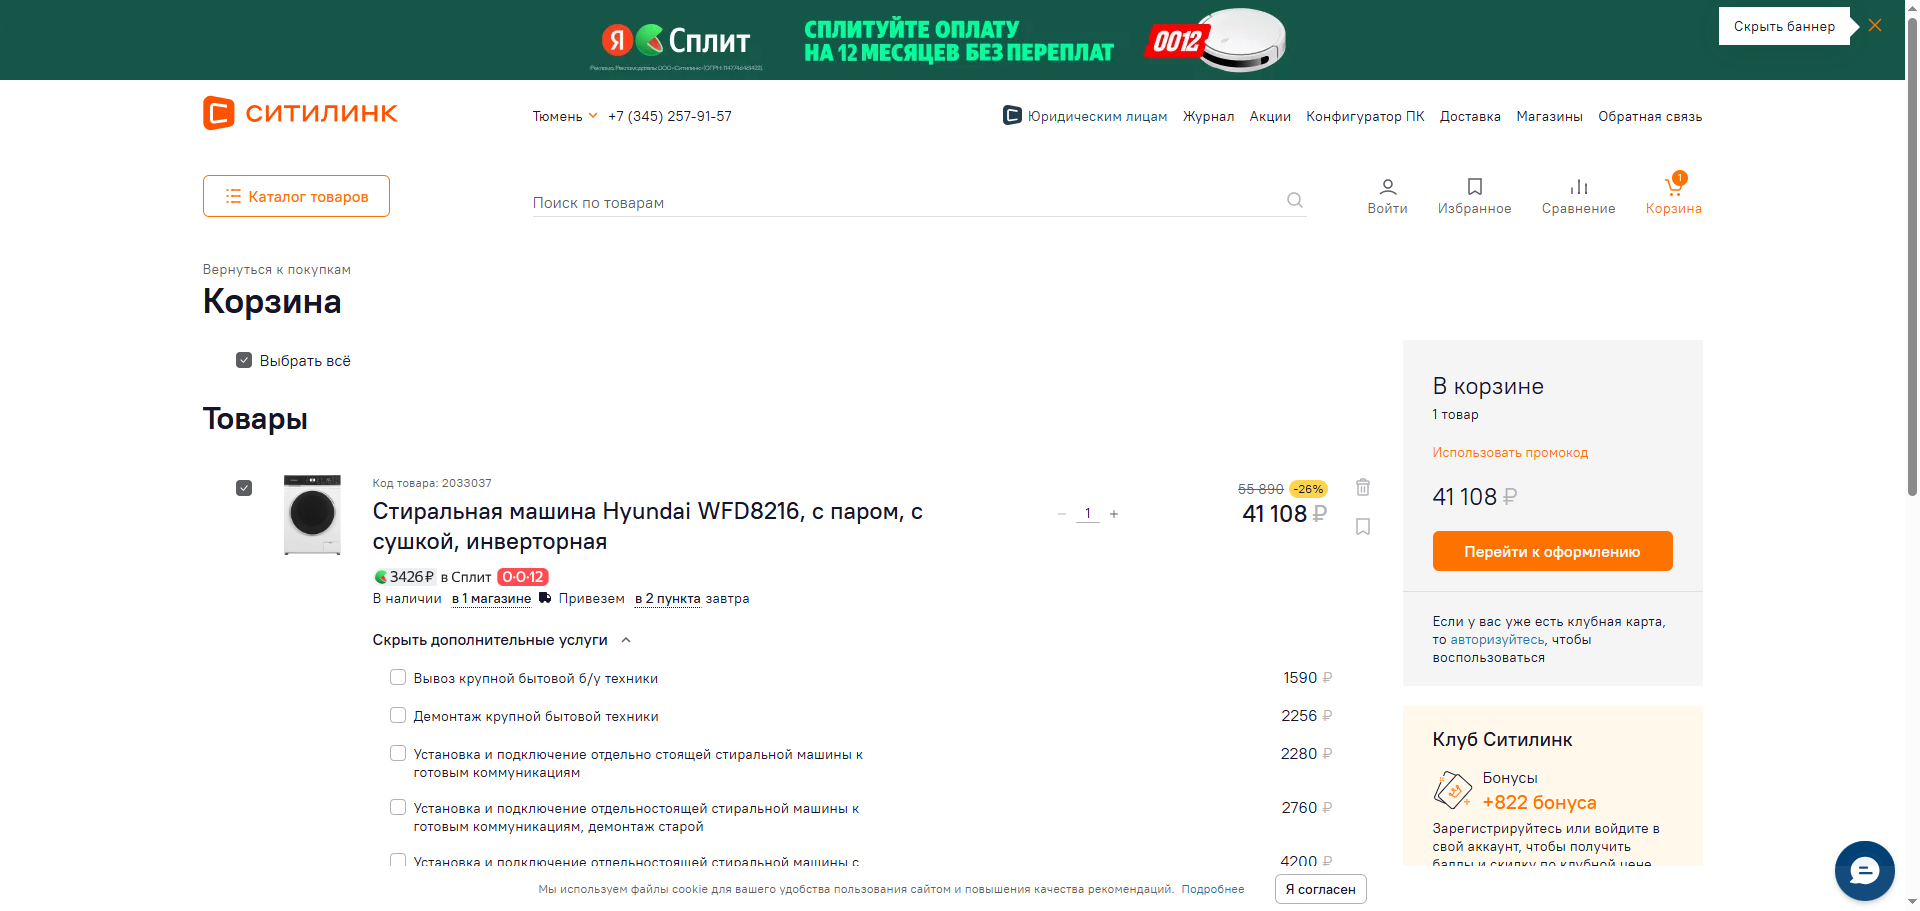 Я Сплит
СПЛИТУЙТЕ ОПЛАТУ
НА 12 МЕСЯЦЕВ БЕЗ ПЕРЕПЛАТ
0012
Скрыть баннер
СИТИЛИНК
Тюмень
+7 (345) 257-91-57
Юридическим лицам
Журнал
Акции
Конфигуратор ПК
Доставка
Магазины
Обратная связь
Каталог товаров
Поиск по товарам
Войти
Избранное
Сравнение
1
Корзина
Вернуться к покупкам
Корзина
Выбрать всё
Товары
Код товара: 2033037
Стиральная машина Hyundai WFD8216, с паром, с
сушкой, инверторная
1
55 890 -26%
41 108 ₽
3426 ₽ в Сплит 0·0·12
В наличии в 1 магазине Привезем в 2 пункта завтра
Скрыть дополнительные услуги
Вывоз крупной бытовой б/у техники 1590 ₽
Демонтаж крупной бытовой техники 2256 ₽
Установка и подключение отдельно стоящей стиральной машины к 2280 ₽
готовым коммуникациям
Установка и подключение отдельностоящей стиральной машины к 2760 ₽
готовым коммуникациям, демонтаж старой
Установка и подключение отдельностоящей стиральной машины с 4200 ₽
В корзине
1 товар
Использовать промокод
41 108 ₽
Перейти к оформлению
Если у вас уже есть клубная карта,
то авторизуйтесь, чтобы
воспользоваться
Клуб Ситилинк
Бонусы
+822 бонуса
Зарегистрируйтесь или войдите в
свой аккаунт, чтобы получить
баллы и скидку по клубной цене
Мы используем файлы cookie для вашего удобства пользования сайтом и повышения качества рекомендаций. Подробнее
Я согласен